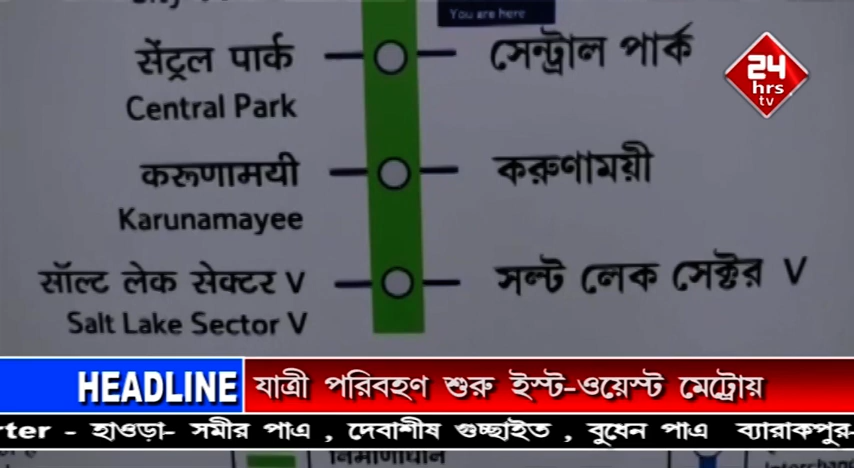 You are here
सेंट्रल पार्क
সেন্ট্রাল পার্ক
Central Park
24
hrs
tv
करूणामयी
করুণাময়ী
Karunamayee
सॉल्ट लेक सेक्टर V
সল্ট লেক সেক্টর V
Salt Lake Sector V
HEADLINE
যাত্রী পরিবহণ শুরু ইস্ট-ওয়েস্ট মেট্রোয়
rter - হাওড়া- সমীর পাএ , দেবাশীষ গুচ্ছাইত , বুধেন পাএ ব্যারাকপুর-